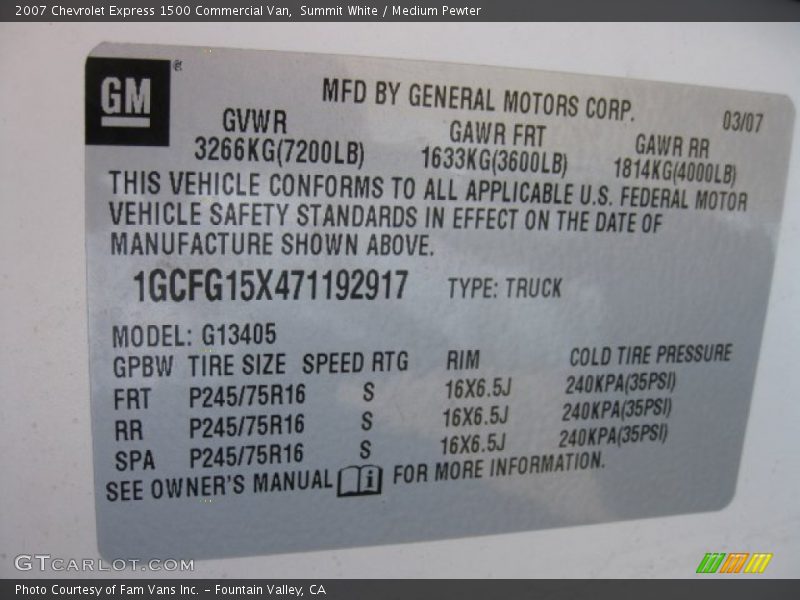 2007 Chevrolet Express 1500 Commercial Van, Summit White / Medium Pewter
GM ®
MFD BY GENERAL MOTORS CORP. 03/07
GVWR GAWR FRT GAWR RR
3266KG(7200LB) 1633KG(3600LB) 1814KG(4000LB)
THIS VEHICLE CONFORMS TO ALL APPLICABLE U.S. FEDERAL MOTOR
VEHICLE SAFETY STANDARDS IN EFFECT ON THE DATE OF
MANUFACTURE SHOWN ABOVE.
1GCFG15X471192917 TYPE: TRUCK
MODEL: G13405
GPBW TIRE SIZE SPEED RTG RIM COLD TIRE PRESSURE
FRT P245/75R16 S 16X6.5J 240KPA(35PSI)
RR P245/75R16 S 16X6.5J 240KPA(35PSI)
SPA P245/75R16 S 16X6.5J 240KPA(35PSI)
SEE OWNER'S MANUAL i FOR MORE INFORMATION.
GTCARLOT.COM
Photo Courtesy of Fam Vans Inc. – Fountain Valley, CA